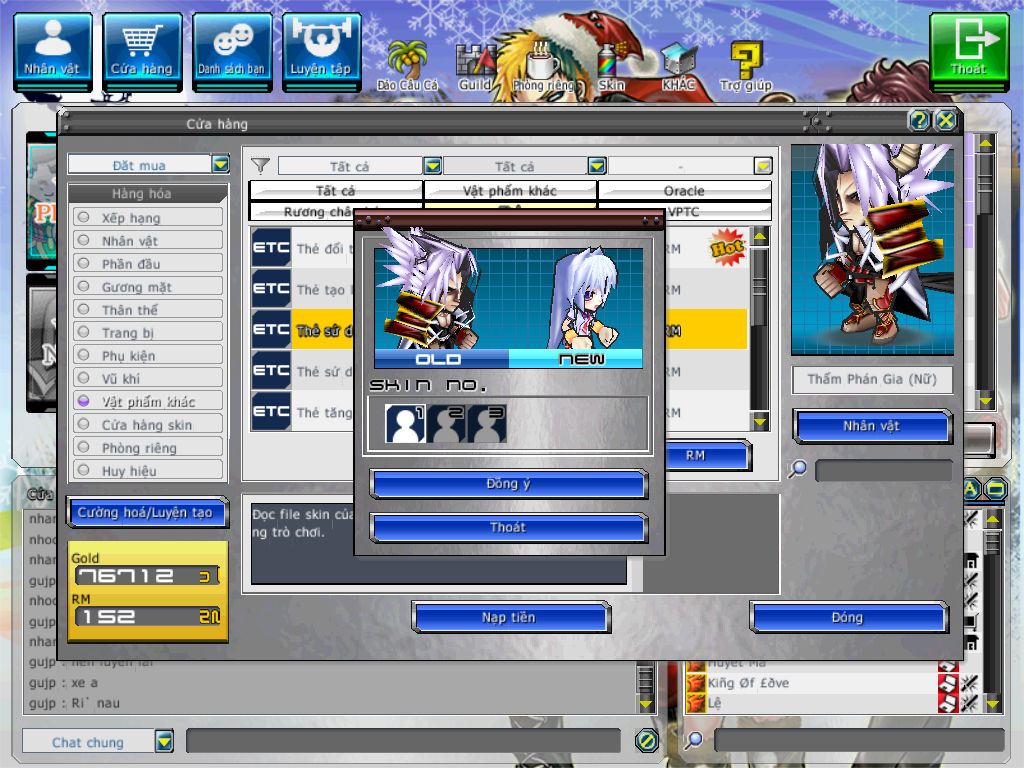 Nhân vật
Cửa hàng
Danh sách bạn
Luyện tập
Đảo Câu Cá
Guild
Phòng riêng
Skin
KHÁC
Trợ giúp
Thoát
Cửa hàng
Đặt mua
Hàng hóa
Xếp hạng
Nhân vật
Phần đầu
Gương mặt
Thân thể
Trang bị
Phụ kiện
Vũ khí
Vật phẩm khác
Cửa hàng skin
Phòng riêng
Huy hiệu
Cường hoá/Luyện tạo
Gold
76712
RM
152
Tất cả
Tất cả
-
Tất cả
Vật phẩm khác
Oracle
VPTC
ETC Thẻ đổi RM Hot
ETC Thẻ tạo RM
ETC Thẻ sử RM
ETC Thẻ sử RM
ETC Thẻ tăng RM
RM
OLD
NEW
SKIN NO.
1 2 3
Đồng ý
Thoát
Đọc file skin
ng trò chơi.
Thẩm Phán Gia (Nữ)
Nhân vật
Nạp tiền
Đóng
gujp : xe a
gujp : Ri` nau
Kiñg Øf £ðve
Lệ
Chat chung